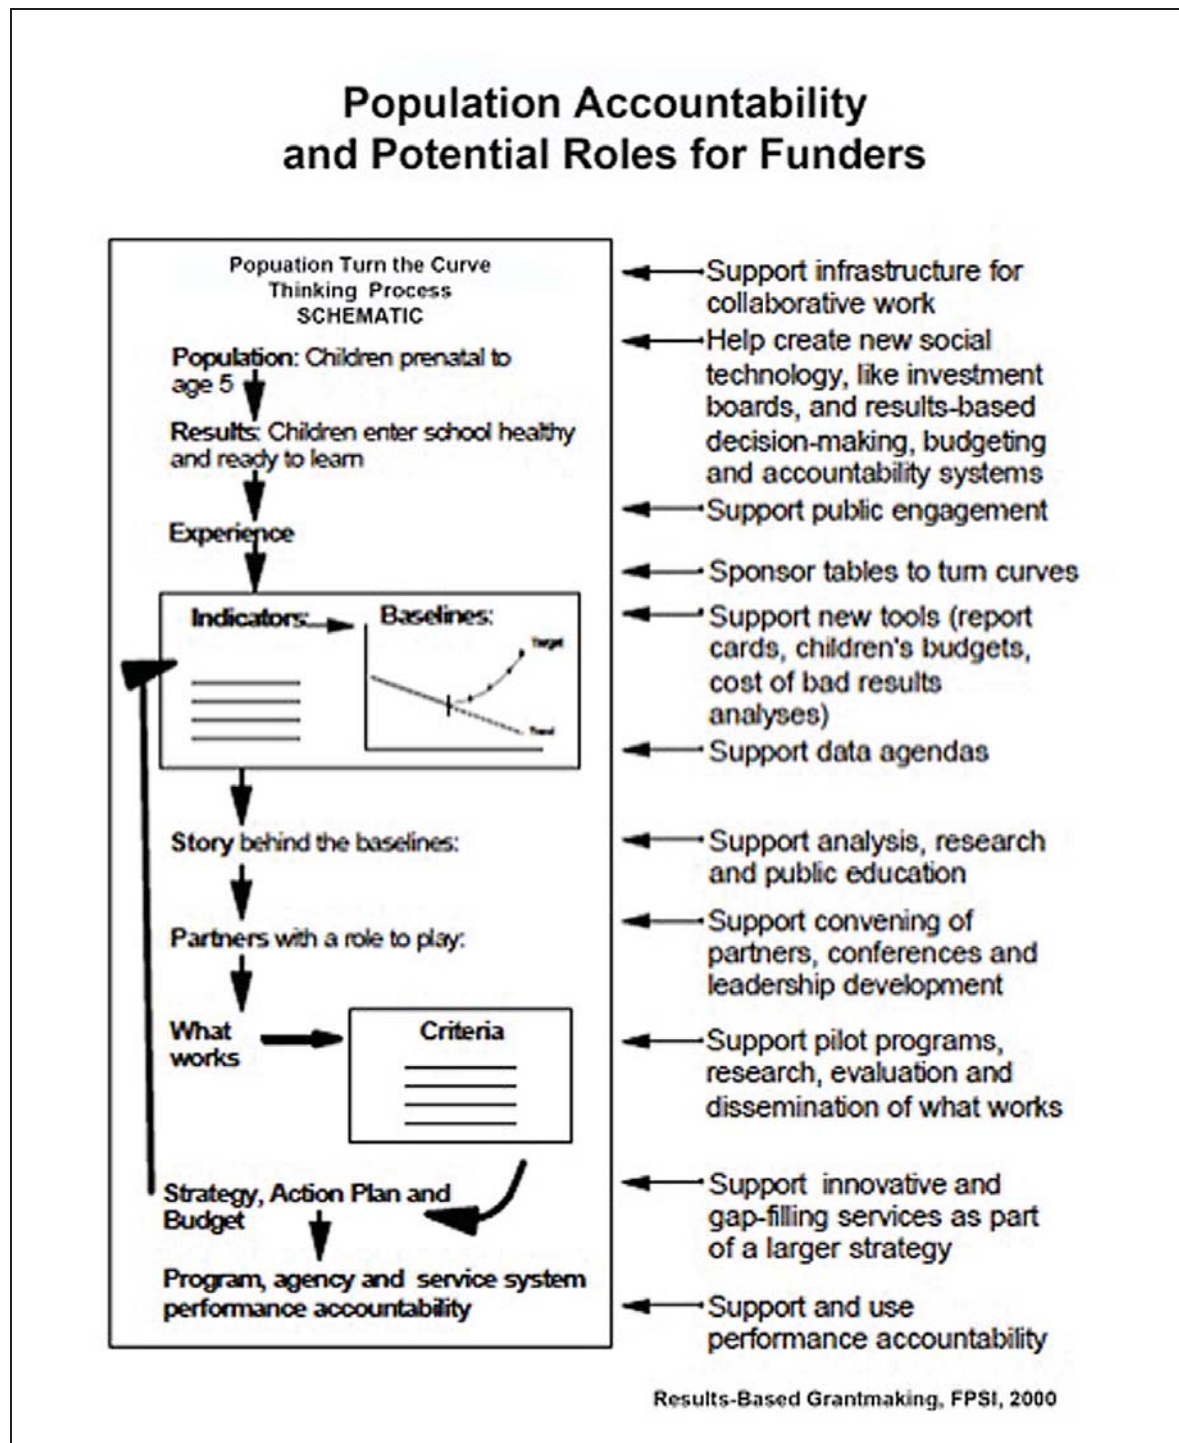 Population Accountability
and Potential Roles for Funders
Popuation Turn the Curve
Thinking Process
SCHEMATIC
Population: Children prenatal to
age 5
Results: Children enter school healthy
and ready to learn
Experience
Indicators:
Baselines:
Target
Trend
Story behind the baselines:
Partners with a role to play:
What
works
Criteria
Strategy, Action Plan and
Budget
Program, agency and service system
performance accountability
Support infrastructure for
collaborative work
Help create new social
technology, like investment
boards, and results-based
decision-making, budgeting
and accountability systems
Support public engagement
Sponsor tables to turn curves
Support new tools (report
cards, children's budgets,
cost of bad results
analyses)
Support data agendas
Support analysis, research
and public education
Support convening of
partners, conferences and
leadership development
Support pilot programs,
research, evaluation and
dissemination of what works
Support innovative and
gap-filling services as part
of a larger strategy
Support and use
performance accountability
Results-Based Grantmaking, FPSI, 2000